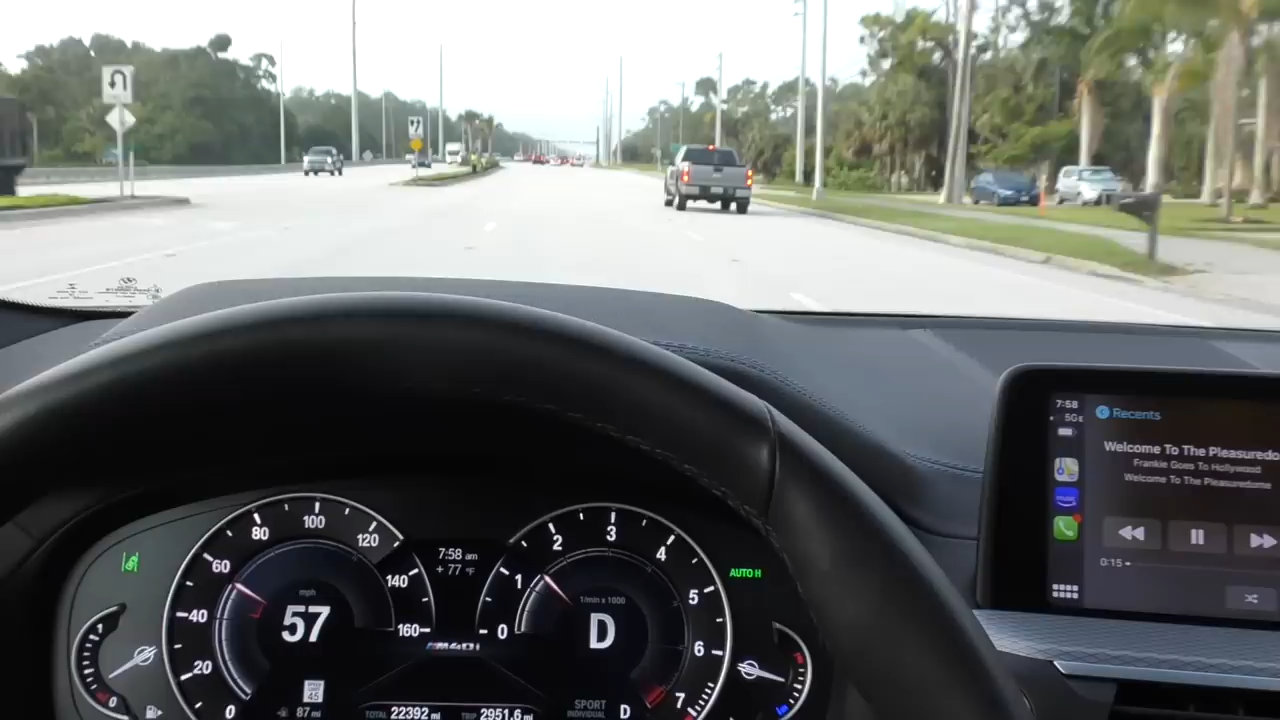 7:58
5G
Recents
Welcome To The Pleasuredo
Frankie Goes To Hollywood
Welcome To The Pleasuredome
music
0:15
0
20
40
60
80
100
120
140
160
mph
57
SPEED
LIMIT
45
87 mi
7:58 am
+ 77 °F
M40i
TOTAL 22392 mi
TRIP 2951.6 mi
0
1
2
3
4
5
6
7
1/min x 1000
D
SPORT
INDIVIDUAL D
AUTO H
1
0